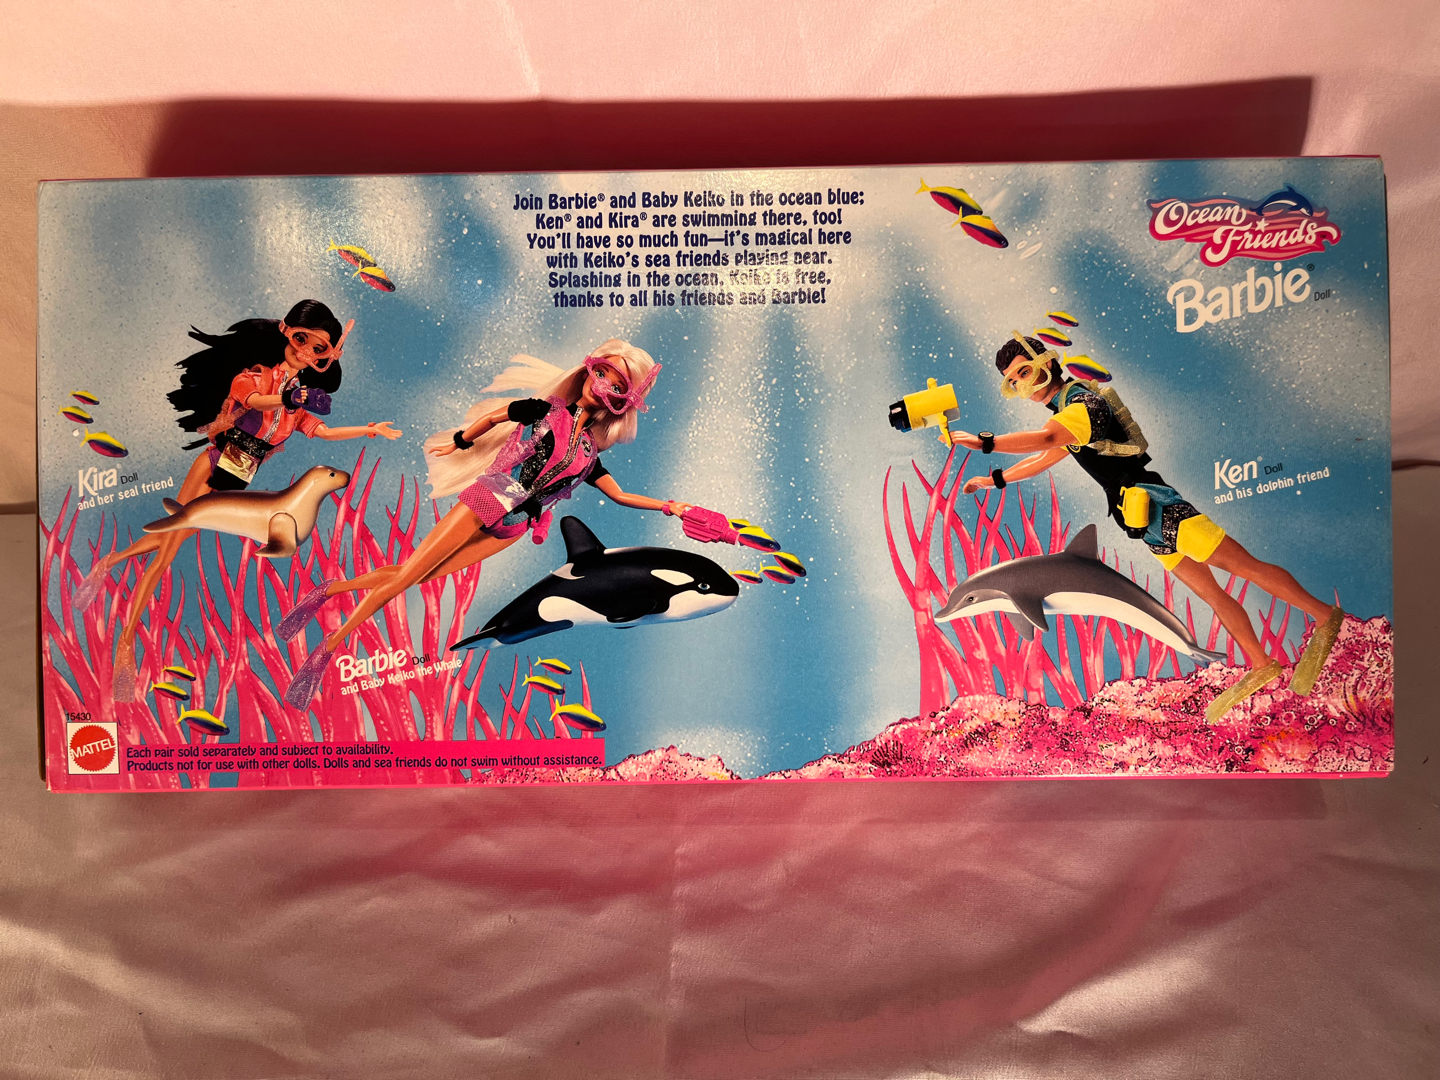 Join Barbie® and Baby Keiko in the ocean blue;
Ken® and Kira® are swimming there, too!
You'll have so much fun—it's magical here
with Keiko's sea friends playing near.
Splashing in the ocean, Keiko is free,
thanks to all his friends and Barbie!
Ocean
Friends
Barbie®
Doll
Kira Doll
and her seal friend
Ken® Doll
and his dolphin friend
Barbie Doll
and Baby Keiko the Whale
15430
MATTEL
Each pair sold separately and subject to availability.
Products not for use with other dolls. Dolls and sea friends do not swim without assistance.